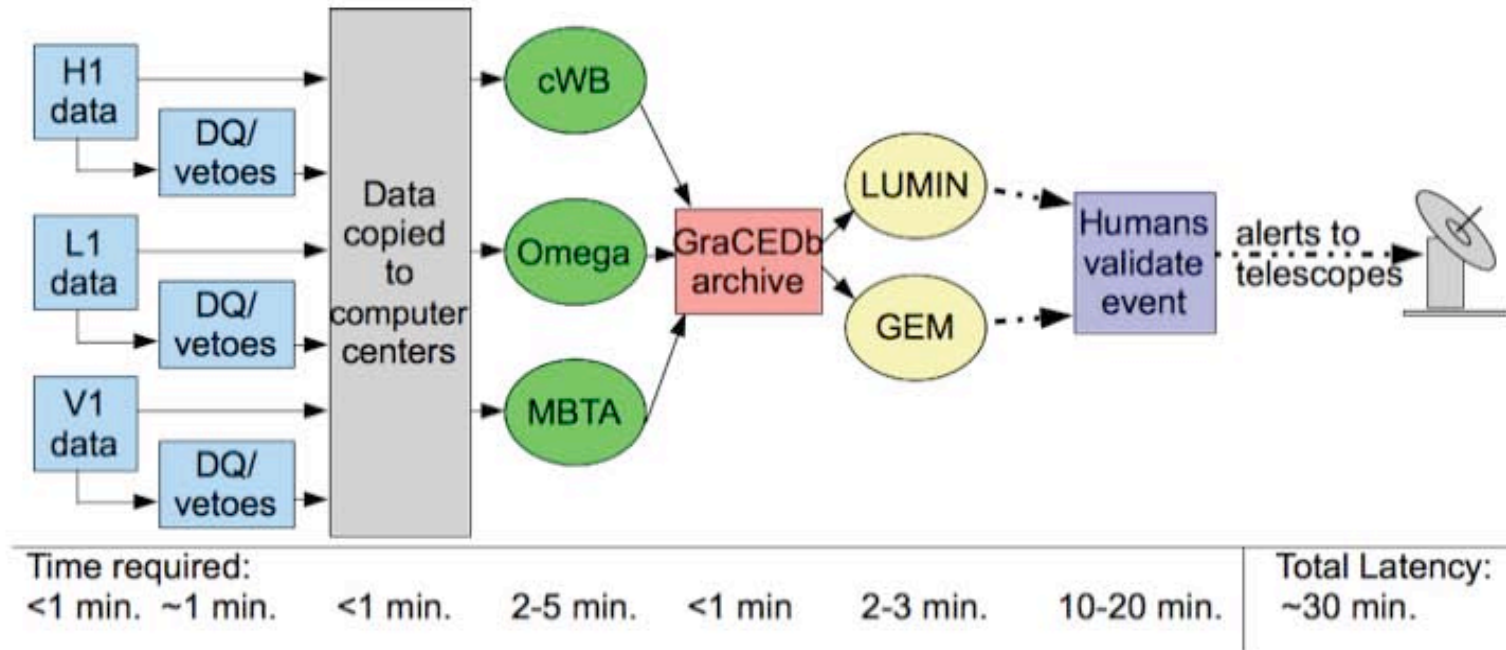 H1
data
DQ/
vetoes
L1
data
DQ/
vetoes
V1
data
DQ/
vetoes
Data
copied
to
computer
centers
cWB
Omega
MBTA
GraCEDb
archive
LUMIN
GEM
Humans
validate
event
alerts to
telescopes
Time required:
<1 min. ~1 min. <1 min. 2-5 min. <1 min 2-3 min. 10-20 min.
Total Latency:
~30 min.